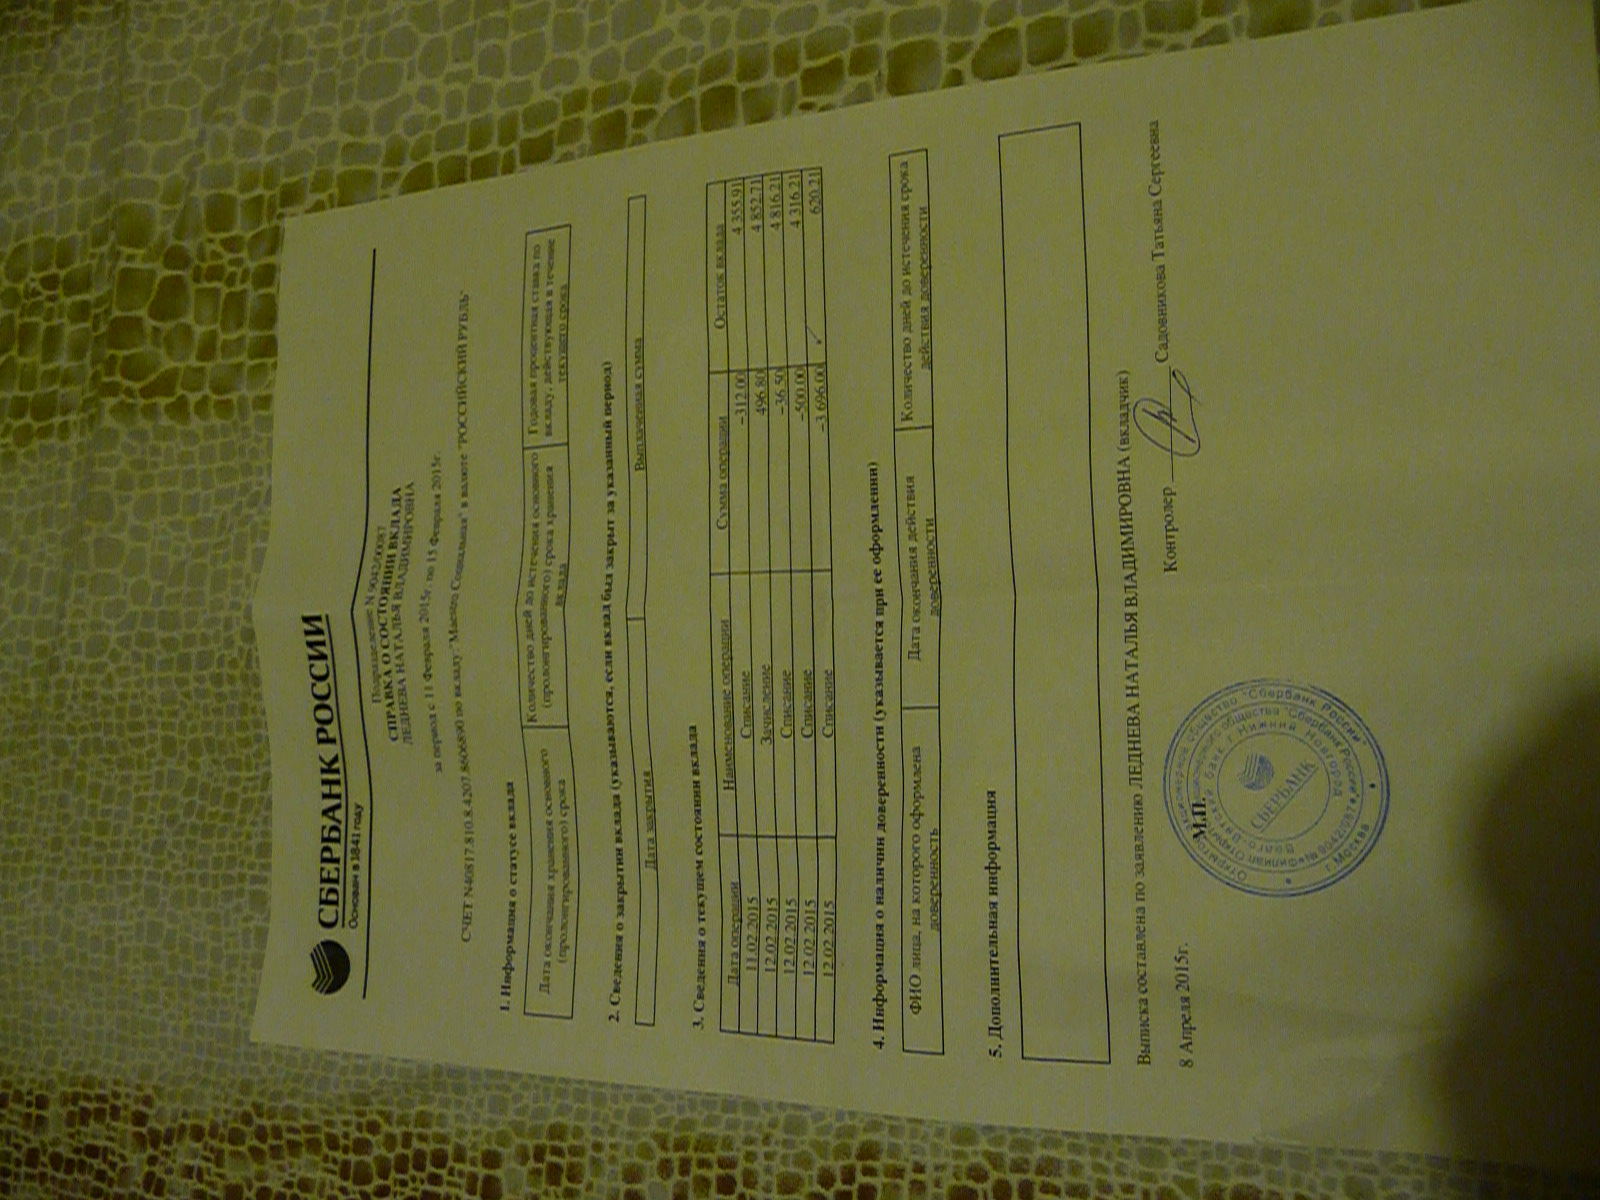 СБЕРБАНК РОССИИ
Основан в 1841 году
Подразделение N 9042/00087
СПРАВКА О СОСТОЯНИИ ВКЛАДА
ЛЕДНЕВА НАТАЛЬЯ ВЛАДИМИРОВНА
за период с 11 Февраля 2015г. по 15 Февраля 2015г.
по вкладу "Maestro Социальная" в валюте "РОССИЙСКИЙ РУБЛЬ"
1. Информация о статусе вклада
Дата окончания хранения основного (пролонгированного) срока
Количество дней до истечения основного (пролонгированного) срока хранения вклада
Годовая процентная ставка по вкладу, действующая в течение текущего срока
2. Сведения о закрытии вклада (указываются, если вклад был закрыт за указанный период)
Дата закрытия Выплаченная сумма
3. Сведения о текущем состоянии вклада
Дата операции Наименование операции Сумма операции Остаток вклада
11.02.2015 Списание –312.00 4 355.91
12.02.2015 Зачисление 496.80 4 852.71
12.02.2015 Списание –36.50 4 816.21
12.02.2015 Списание –500.00 4 316.21
12.02.2015 Списание –3 696.00 620.21
4. Информация о наличии доверенности (указывается при ее оформлении)
ФИО лица, на которого оформлена доверенность
Дата окончания действия доверенности
Количество дней до истечения срока действия доверенности
5. Дополнительная информация
Выписка составлена по заявлению ЛЕДНЕВА НАТАЛЬЯ ВЛАДИМИРОВНА (вкладчик)
8 Апреля 2015г. М.П. Контролер Садовникова Татьяна Сергеевна
СБЕРБАНК